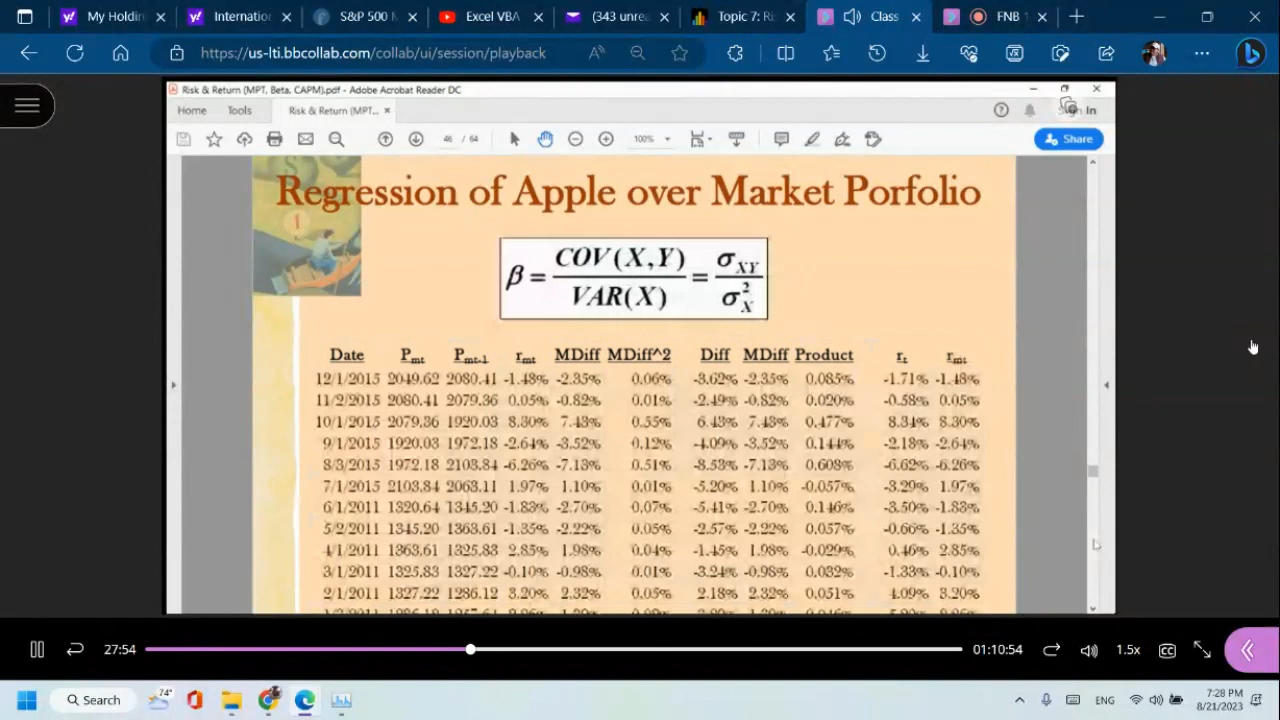 My Holdin
Internation
S&P 500 M
Excel VBA
(343 unrea
Topic 7: Ri
Class
FNB 1
https://us-lti.bbcollab.com/collab/ui/session/playback
Risk & Return (MPT, Beta, CAPM).pdf - Adobe Acrobat Reader DC
Home Tools Risk & Return (MPT... Sign In
46 / 64 100% Share
Regression of Apple over Market Porfolio
β = COV(X,Y) / VAR(X) = σXY / σ²X
Date Pmt Pmt-1 rmt MDiff MDiff^2 Diff MDiff Product rt rmt
12/1/2015 2049.62 2080.41 -1.48% -2.35% 0.06% -3.62% -2.35% 0.085% -1.71% -1.48%
11/2/2015 2080.41 2079.36 0.05% -0.82% 0.01% -2.49% -0.82% 0.020% -0.58% 0.05%
10/1/2015 2079.36 1920.03 8.30% 7.43% 0.55% 6.43% 7.43% 0.477% 8.34% 8.30%
9/1/2015 1920.03 1972.18 -2.64% -3.52% 0.12% -4.09% -3.52% 0.144% -2.18% -2.64%
8/3/2015 1972.18 2103.84 -6.26% -7.13% 0.51% -8.53% -7.13% 0.608% -6.62% -6.26%
7/1/2015 2103.84 2063.11 1.97% 1.10% 0.01% -5.20% 1.10% -0.057% -3.29% 1.97%
6/1/2011 1320.64 1345.20 -1.83% -2.70% 0.07% -5.41% -2.70% 0.146% -3.50% -1.83%
5/2/2011 1345.20 1363.61 -1.35% -2.22% 0.05% -2.57% -2.22% 0.057% -0.66% -1.35%
4/1/2011 1363.61 1325.83 2.85% 1.98% 0.04% -1.45% 1.98% -0.029% 0.46% 2.85%
3/1/2011 1325.83 1327.22 -0.10% -0.98% 0.01% -3.24% -0.98% 0.032% -1.33% -0.10%
2/1/2011 1327.22 1286.12 3.20% 2.32% 0.05% 2.18% 2.32% 0.051% 4.09% 3.20%
27:54 01:10:54 1.5x
Search 74° ENG 7:28 PM
8/21/2023